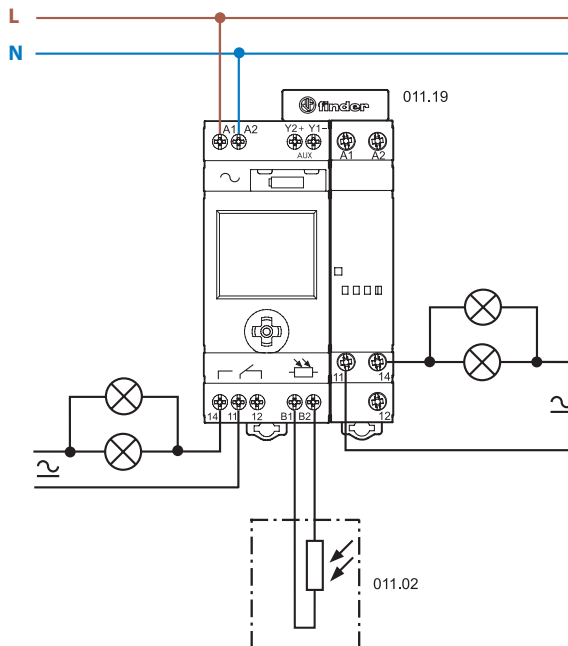 L
N
finder
011.19
A1 A2 Y2+ Y1-
AUX
A1 A2
11 14
12
14 11 12 B1 B2
011.02